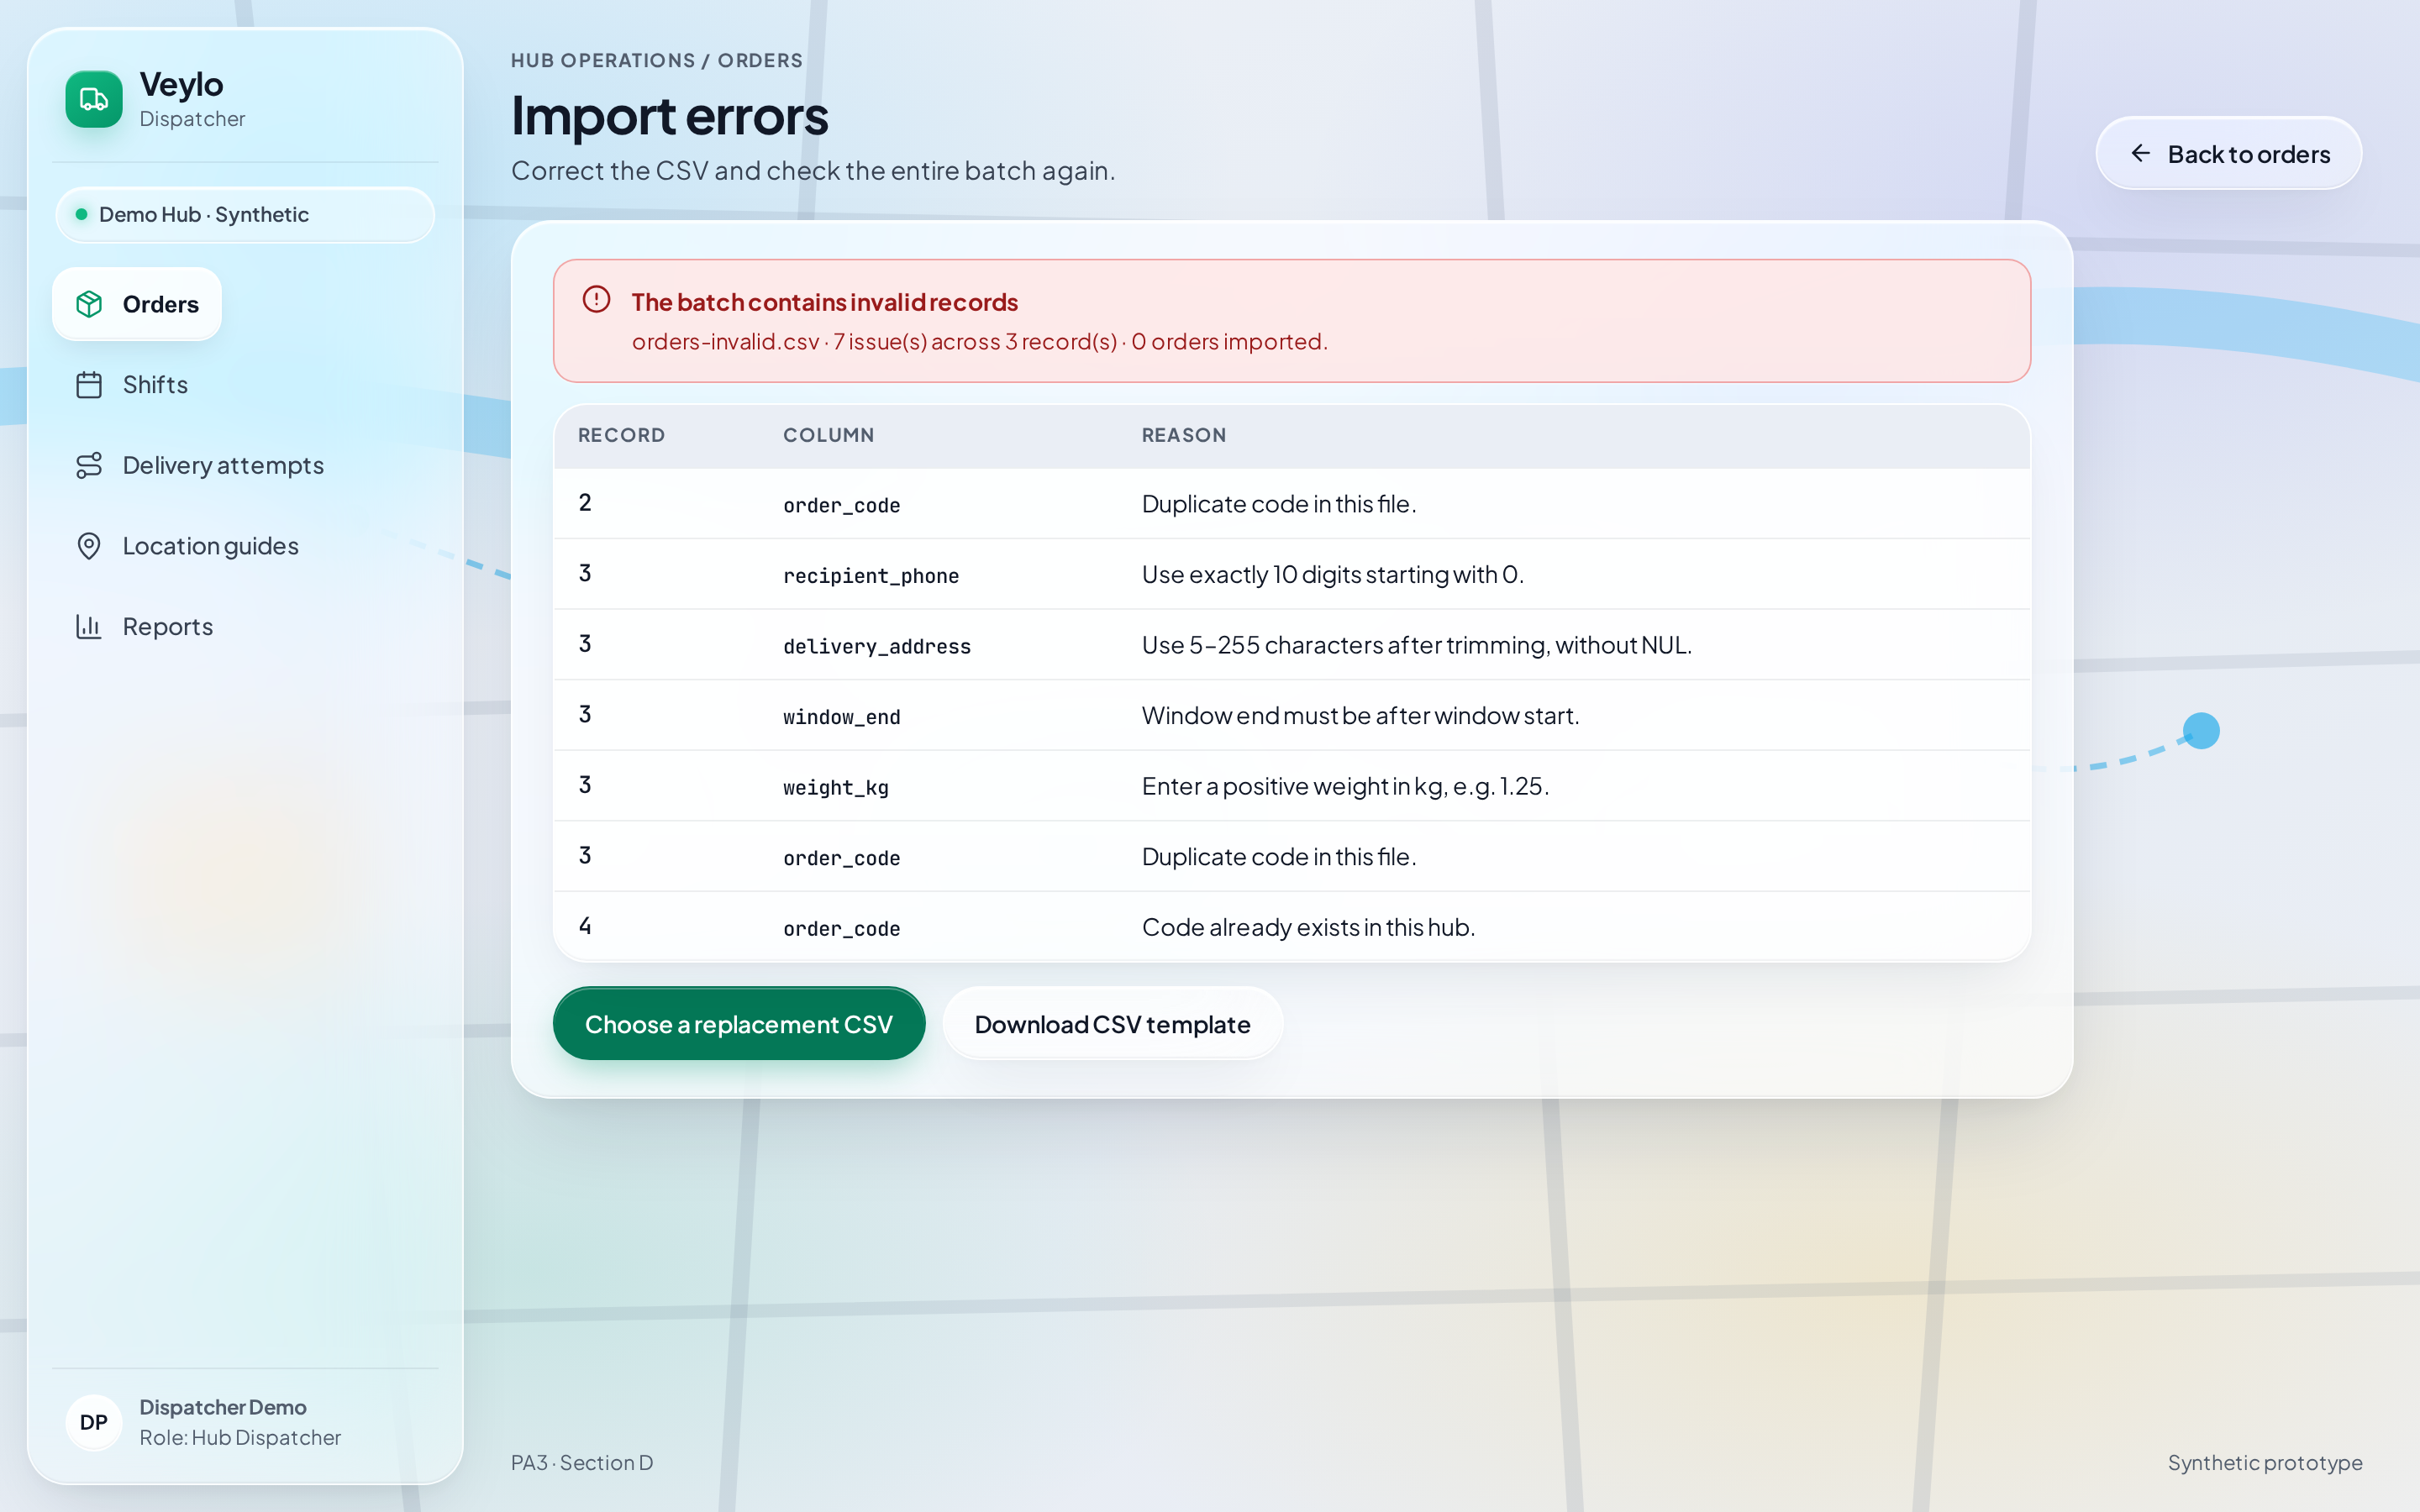 Veylo
Dispatcher
Demo Hub · Synthetic
Orders
Shifts
Delivery attempts
Location guides
Reports
DP
Dispatcher Demo
Role: Hub Dispatcher
HUB OPERATIONS / ORDERS
Import errors
Correct the CSV and check the entire batch again.
Back to orders
The batch contains invalid records
orders-invalid.csv · 7 issue(s) across 3 record(s) · 0 orders imported.
RECORD COLUMN REASON
2 order_code Duplicate code in this file.
3 recipient_phone Use exactly 10 digits starting with 0.
3 delivery_address Use 5–255 characters after trimming, without NUL.
3 window_end Window end must be after window start.
3 weight_kg Enter a positive weight in kg, e.g. 1.25.
3 order_code Duplicate code in this file.
4 order_code Code already exists in this hub.
Choose a replacement CSV
Download CSV template
PA3 · Section D
Synthetic prototype